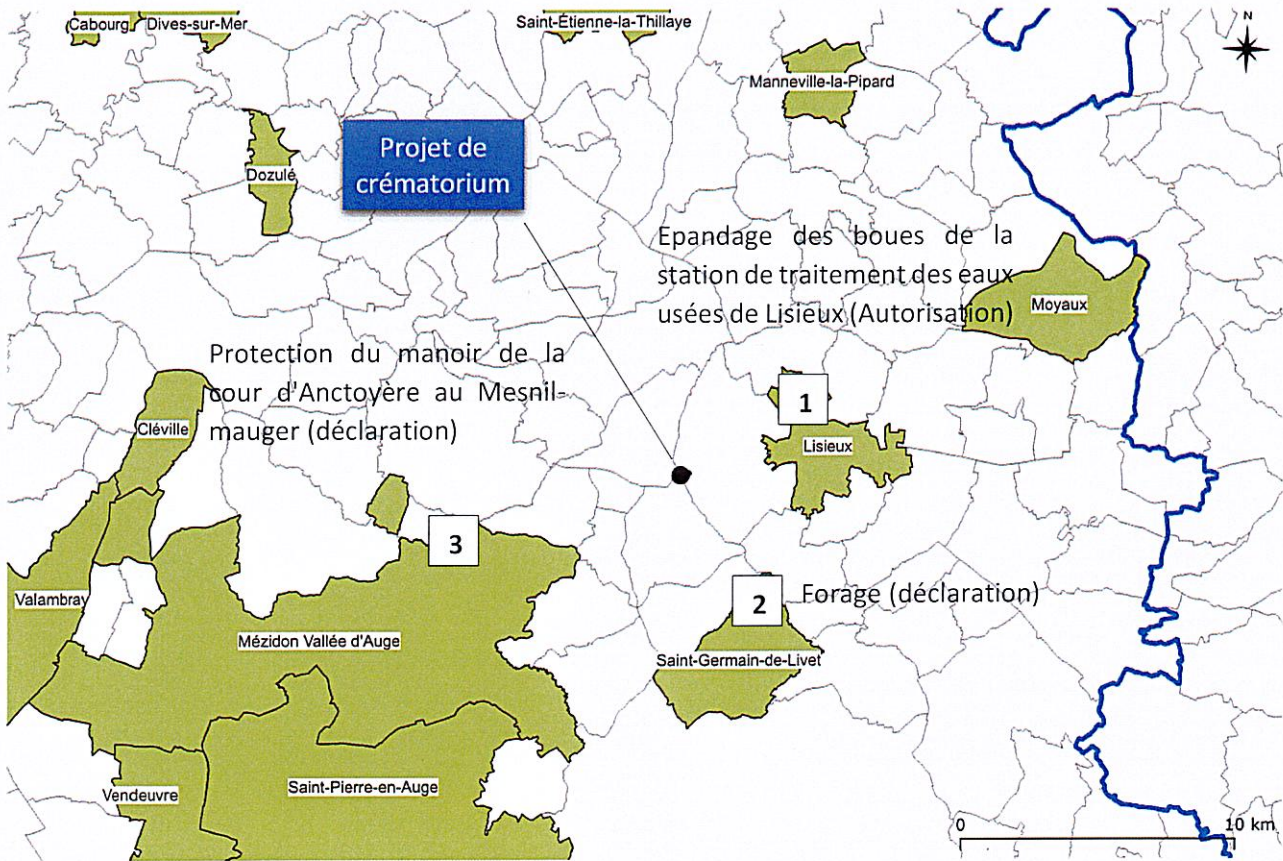 Cabourg
Dives-sur-Mer
Saint-Étienne-la-Thillaye
N
Manneville-la-Pipard
Projet de
crématorium
Dozulé
Epandage des boues de la
station de traitement des eaux
usées de Lisieux (Autorisation)
Moyaux
Protection du manoir de la
cour d'Anctoyère au Mesnil-
mauger (déclaration)
Cléville
1
Lisieux
3
Valambray
2
Forage (déclaration)
Mézidon Vallée d'Auge
Saint-Germain-de-Livet
Vendeuvre
Saint-Pierre-en-Auge
0
10 km